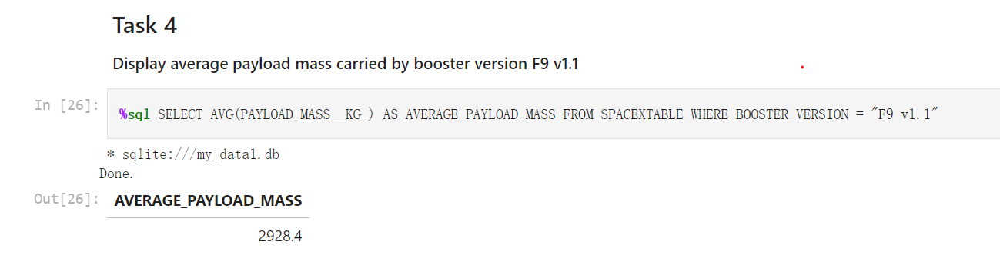 Task 4
Display average payload mass carried by booster version F9 v1.1
In [26]: %sql SELECT AVG(PAYLOAD_MASS__KG_) AS AVERAGE_PAYLOAD_MASS FROM SPACEXTABLE WHERE BOOSTER_VERSION = "F9 v1.1"
* sqlite:///my_data1.db
Done.
Out[26]: AVERAGE_PAYLOAD_MASS
2928.4